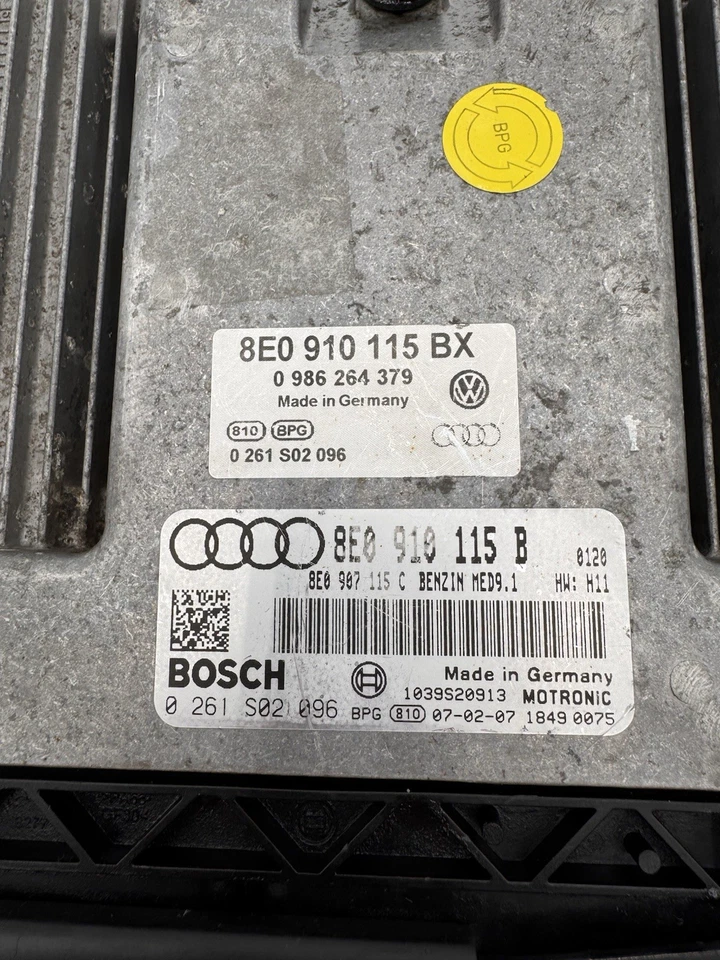 BPG
8E0 910 115 BX
0 986 264 379
Made in Germany
810 BPG
0 261 S02 096
8E0 910 115 B 0120
8E0 907 115 C BENZIN MED9.1 HW: H11
BOSCH Made in Germany
1039S20913 MOTRONIC
0 261 S02 096 BPG 810 07-02-07 1849 0075